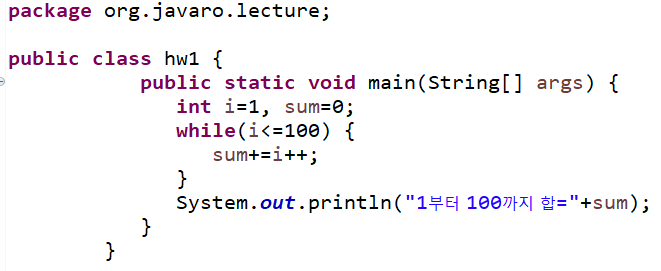 package org.javaro.lecture;
public class hw1 {
public static void main(String[] args) {
int i=1, sum=0;
while(i<=100) {
sum+=i++;
}
System.out.println("1부터 100까지 합="+sum);
}
}